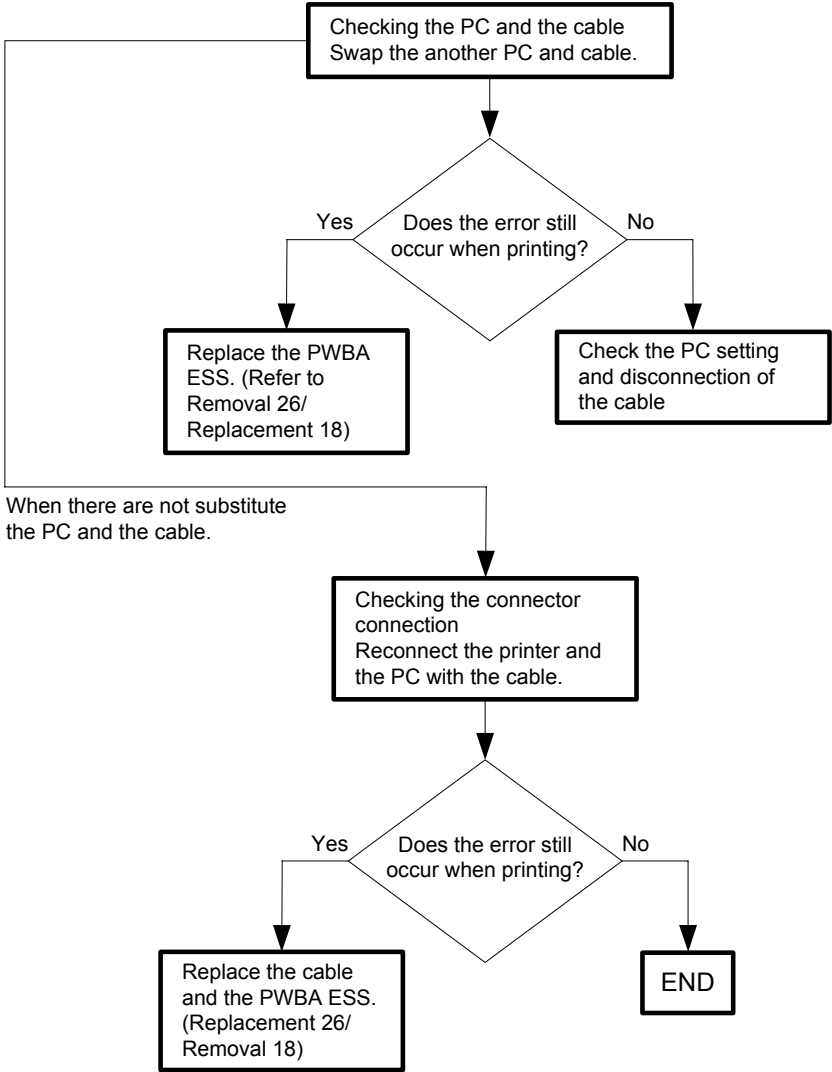 Checking the PC and the cable
Swap the another PC and cable.
Yes
Does the error still
occur when printing?
No
Replace the PWBA
ESS. (Refer to
Removal 26/
Replacement 18)
Check the PC setting
and disconnection of
the cable
When there are not substitute
the PC and the cable.
Checking the connector
connection
Reconnect the printer and
the PC with the cable.
Yes
Does the error still
occur when printing?
No
Replace the cable
and the PWBA ESS.
(Replacement 26/
Removal 18)
END